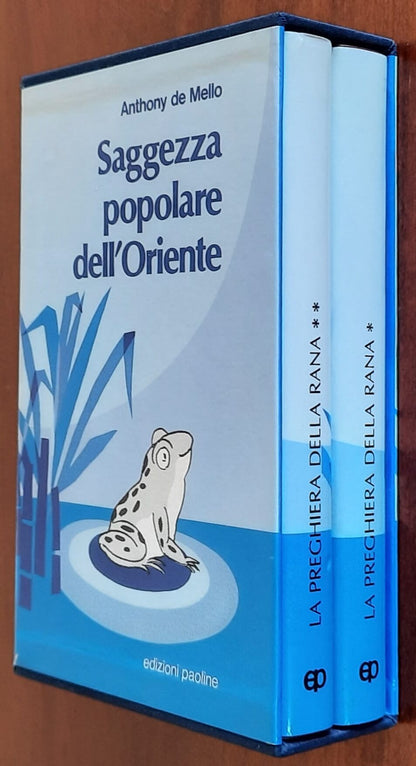 Anthony de Mello
Saggezza
popolare
dell'Oriente
edizioni paoline
LA PREGHIERA DELLA RANA **
ep
LA PREGHIERA DELLA RANA *
ep